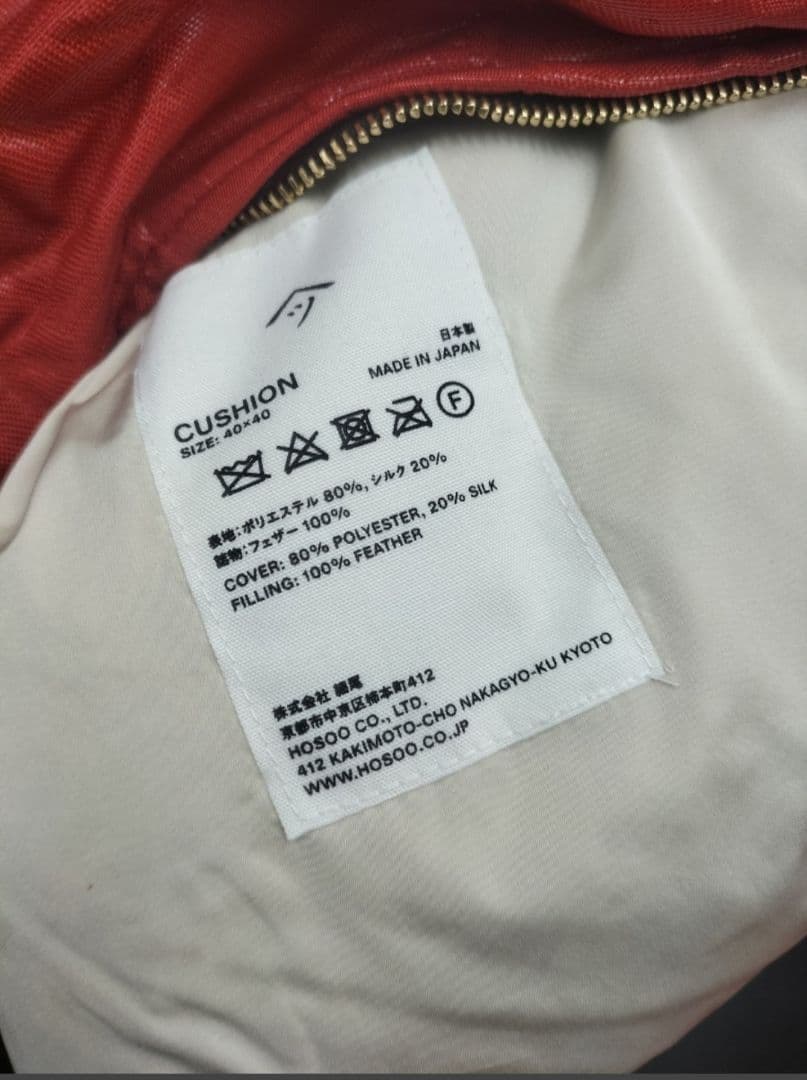 日本製
MADE IN JAPAN
CUSHION
SIZE: 40×40
F
表地:ポリエステル 80%, シルク 20%
詰物:フェザー 100%
COVER: 80% POLYESTER, 20% SILK
FILLING: 100% FEATHER
株式会社 細尾
京都市中京区柿本町412
HOSOO CO., LTD.
412 KAKIMOTO-CHO NAKAGYO-KU KYOTO
WWW.HOSOO.CO.JP